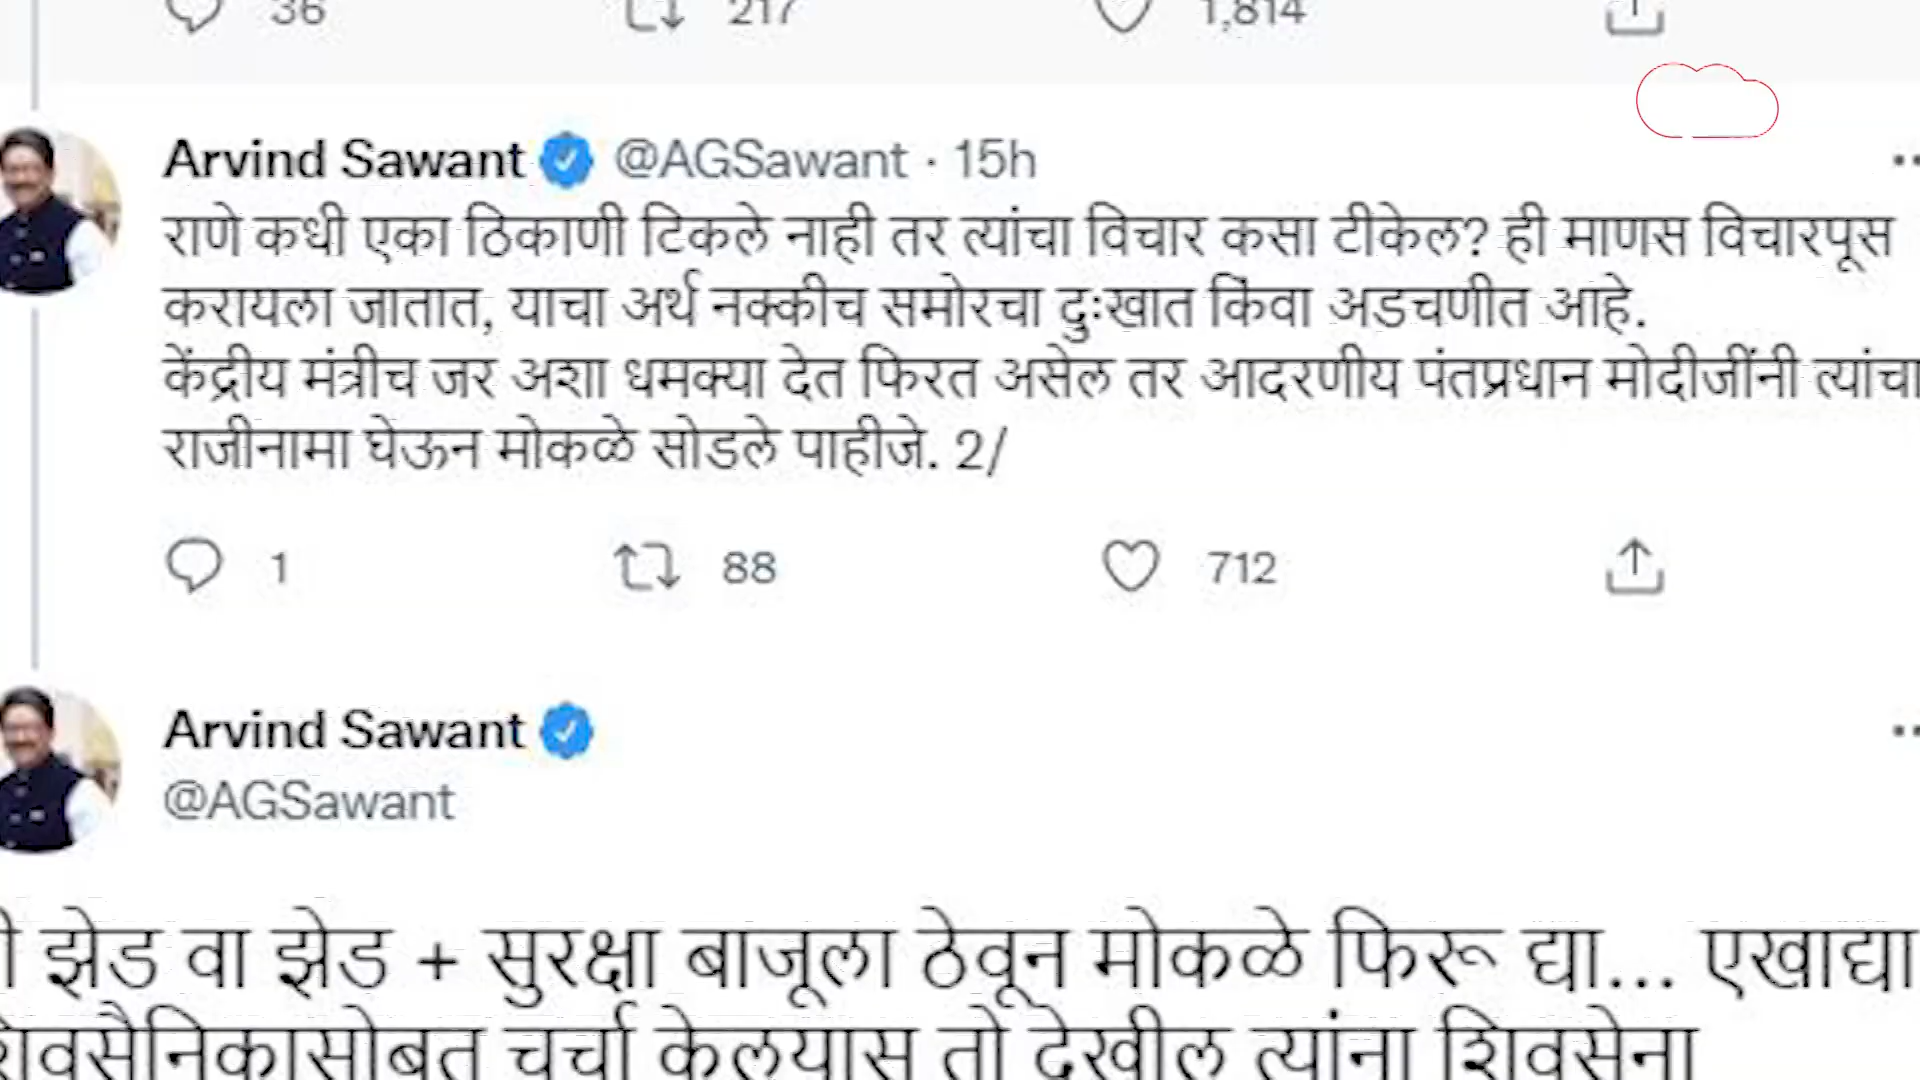 36 217 1,814
Arvind Sawant @AGSawant · 15h
राणे कधी एका ठिकाणी टिकले नाही तर त्यांचा विचार कसा टीकेल? ही माणस विचारपूस
करायला जातात, याचा अर्थ नक्कीच समोरचा दुःखात किंवा अडचणीत आहे.
केंद्रीय मंत्रीच जर अशा धमक्या देत फिरत असेल तर आदरणीय पंतप्रधान मोदीजींनी त्यांचा
राजीनामा घेऊन मोकळे सोडले पाहीजे. 2/
1 88 712
Arvind Sawant
@AGSawant
झेड वा झेड + सुरक्षा बाजूला ठेवून मोकळे फिरू द्या... एखाद्या
शिवसैनिकासोबत चर्चा केल्यास तो देखील त्यांना शिवसेना